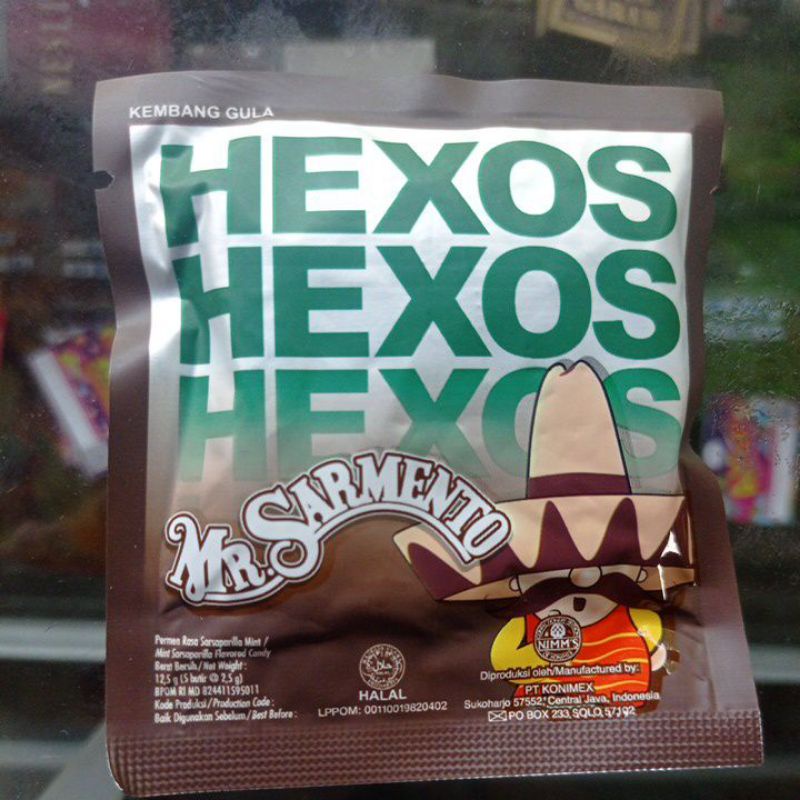 KEMBANG GULA
HEXOS
HEXOS
HEXOS
MR. SARMENTO
Permen Rasa Sarsaparilla Mint /
Mint Sarsaparilla Flavored Candy
Berat Bersih / Net Weight :
12,5 g (5 butir @ 2,5 g)
BPOM RI MD 824411595011
Kode Produksi / Production Code :
Baik Digunakan Sebelum / Best Before :
HALAL
LPPOM: 00110019820402
NIMM'S
Diproduksi oleh/Manufactured by:
PT KONIMEX
Sukoharjo 57552, Central Java, Indonesia
PO BOX 233 SOLO 57192